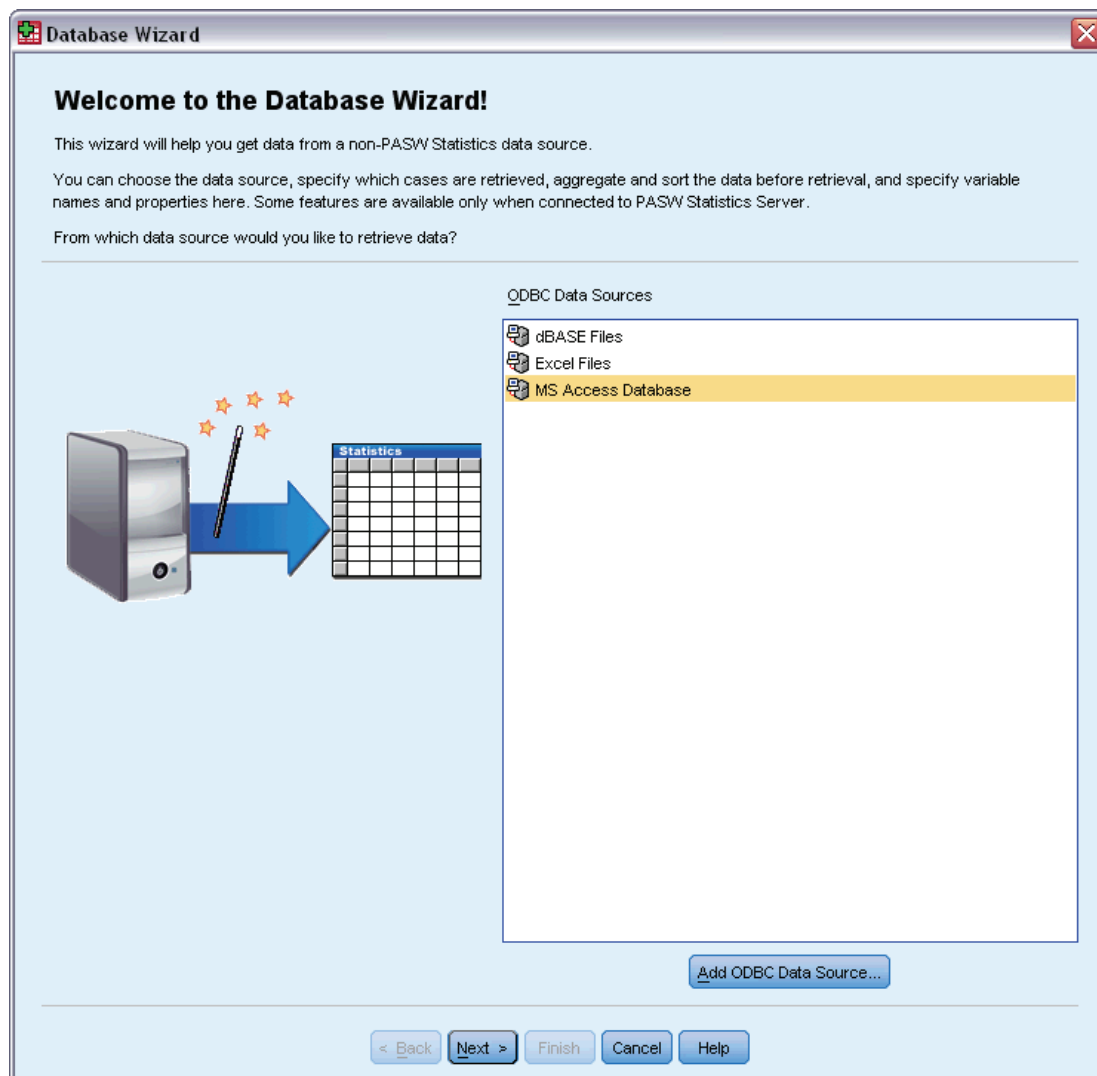 Database Wizard
Welcome to the Database Wizard!
This wizard will help you get data from a non-PASW Statistics data source.
You can choose the data source, specify which cases are retrieved, aggregate and sort the data before retrieval, and specify variable
names and properties here. Some features are available only when connected to PASW Statistics Server.
From which data source would you like to retrieve data?
ODBC Data Sources
dBASE Files
Excel Files
MS Access Database
Statistics
Add ODBC Data Source...
< Back
Next >
Finish
Cancel
Help